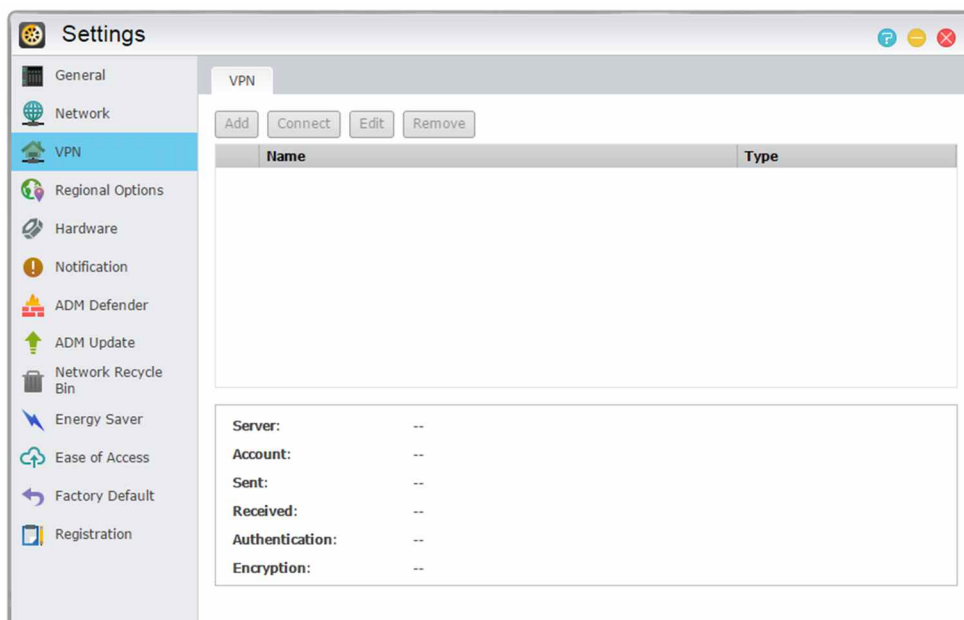 Settings
General
Network
VPN
Regional Options
Hardware
Notification
ADM Defender
ADM Update
Network Recycle
Bin
Energy Saver
Ease of Access
Factory Default
Registration
VPN
Add Connect Edit Remove
Name Type
Server: --
Account: --
Sent: --
Received: --
Authentication: --
Encryption: --